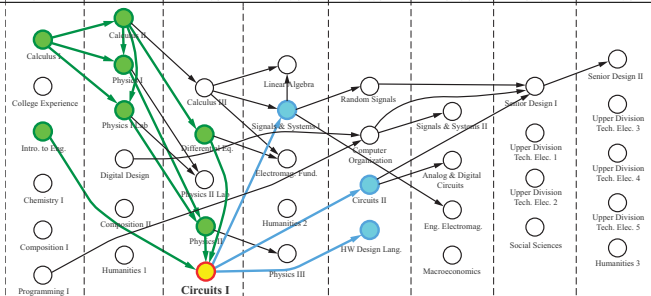 Calculus I
College Experience
Intro. to Eng.
Chemistry I
Composition I
Programming I
Calculus II
Physics I
Physics I Lab
Digital Design
Composition II
Humanities 1
Calculus III
Differential Eq.
Physics II Lab
Physics II
Circuits I
Linear Algebra
Signals & Systems I
Electromag. Fund.
Humanities 2
Physics III
Random Signals
Computer
Organization
Circuits II
HW Design Lang.
Signals & Systems II
Analog & Digital
Circuits
Eng. Electromag.
Macroeconomics
Senior Design I
Upper Division
Tech. Elec. 1
Upper Division
Tech. Elec. 2
Social Sciences
Senior Design II
Upper Division
Tech. Elec. 3
Upper Division
Tech. Elec. 4
Upper Division
Tech. Elec. 5
Humanities 3